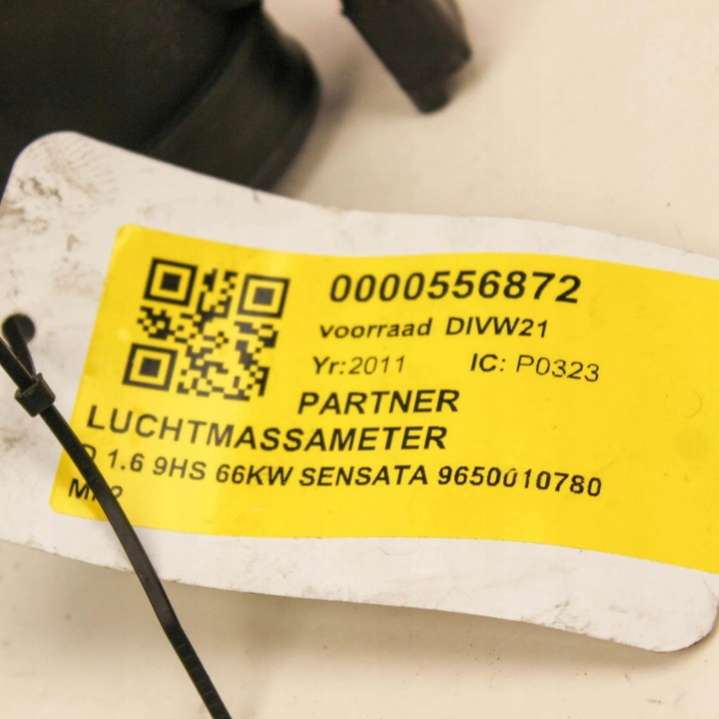 0000556872
voorraad DIVW21
Yr:2011 IC: P0323
PARTNER
LUCHTMASSAMETER
D 1.6 9HS 66KW SENSATA 9650010780